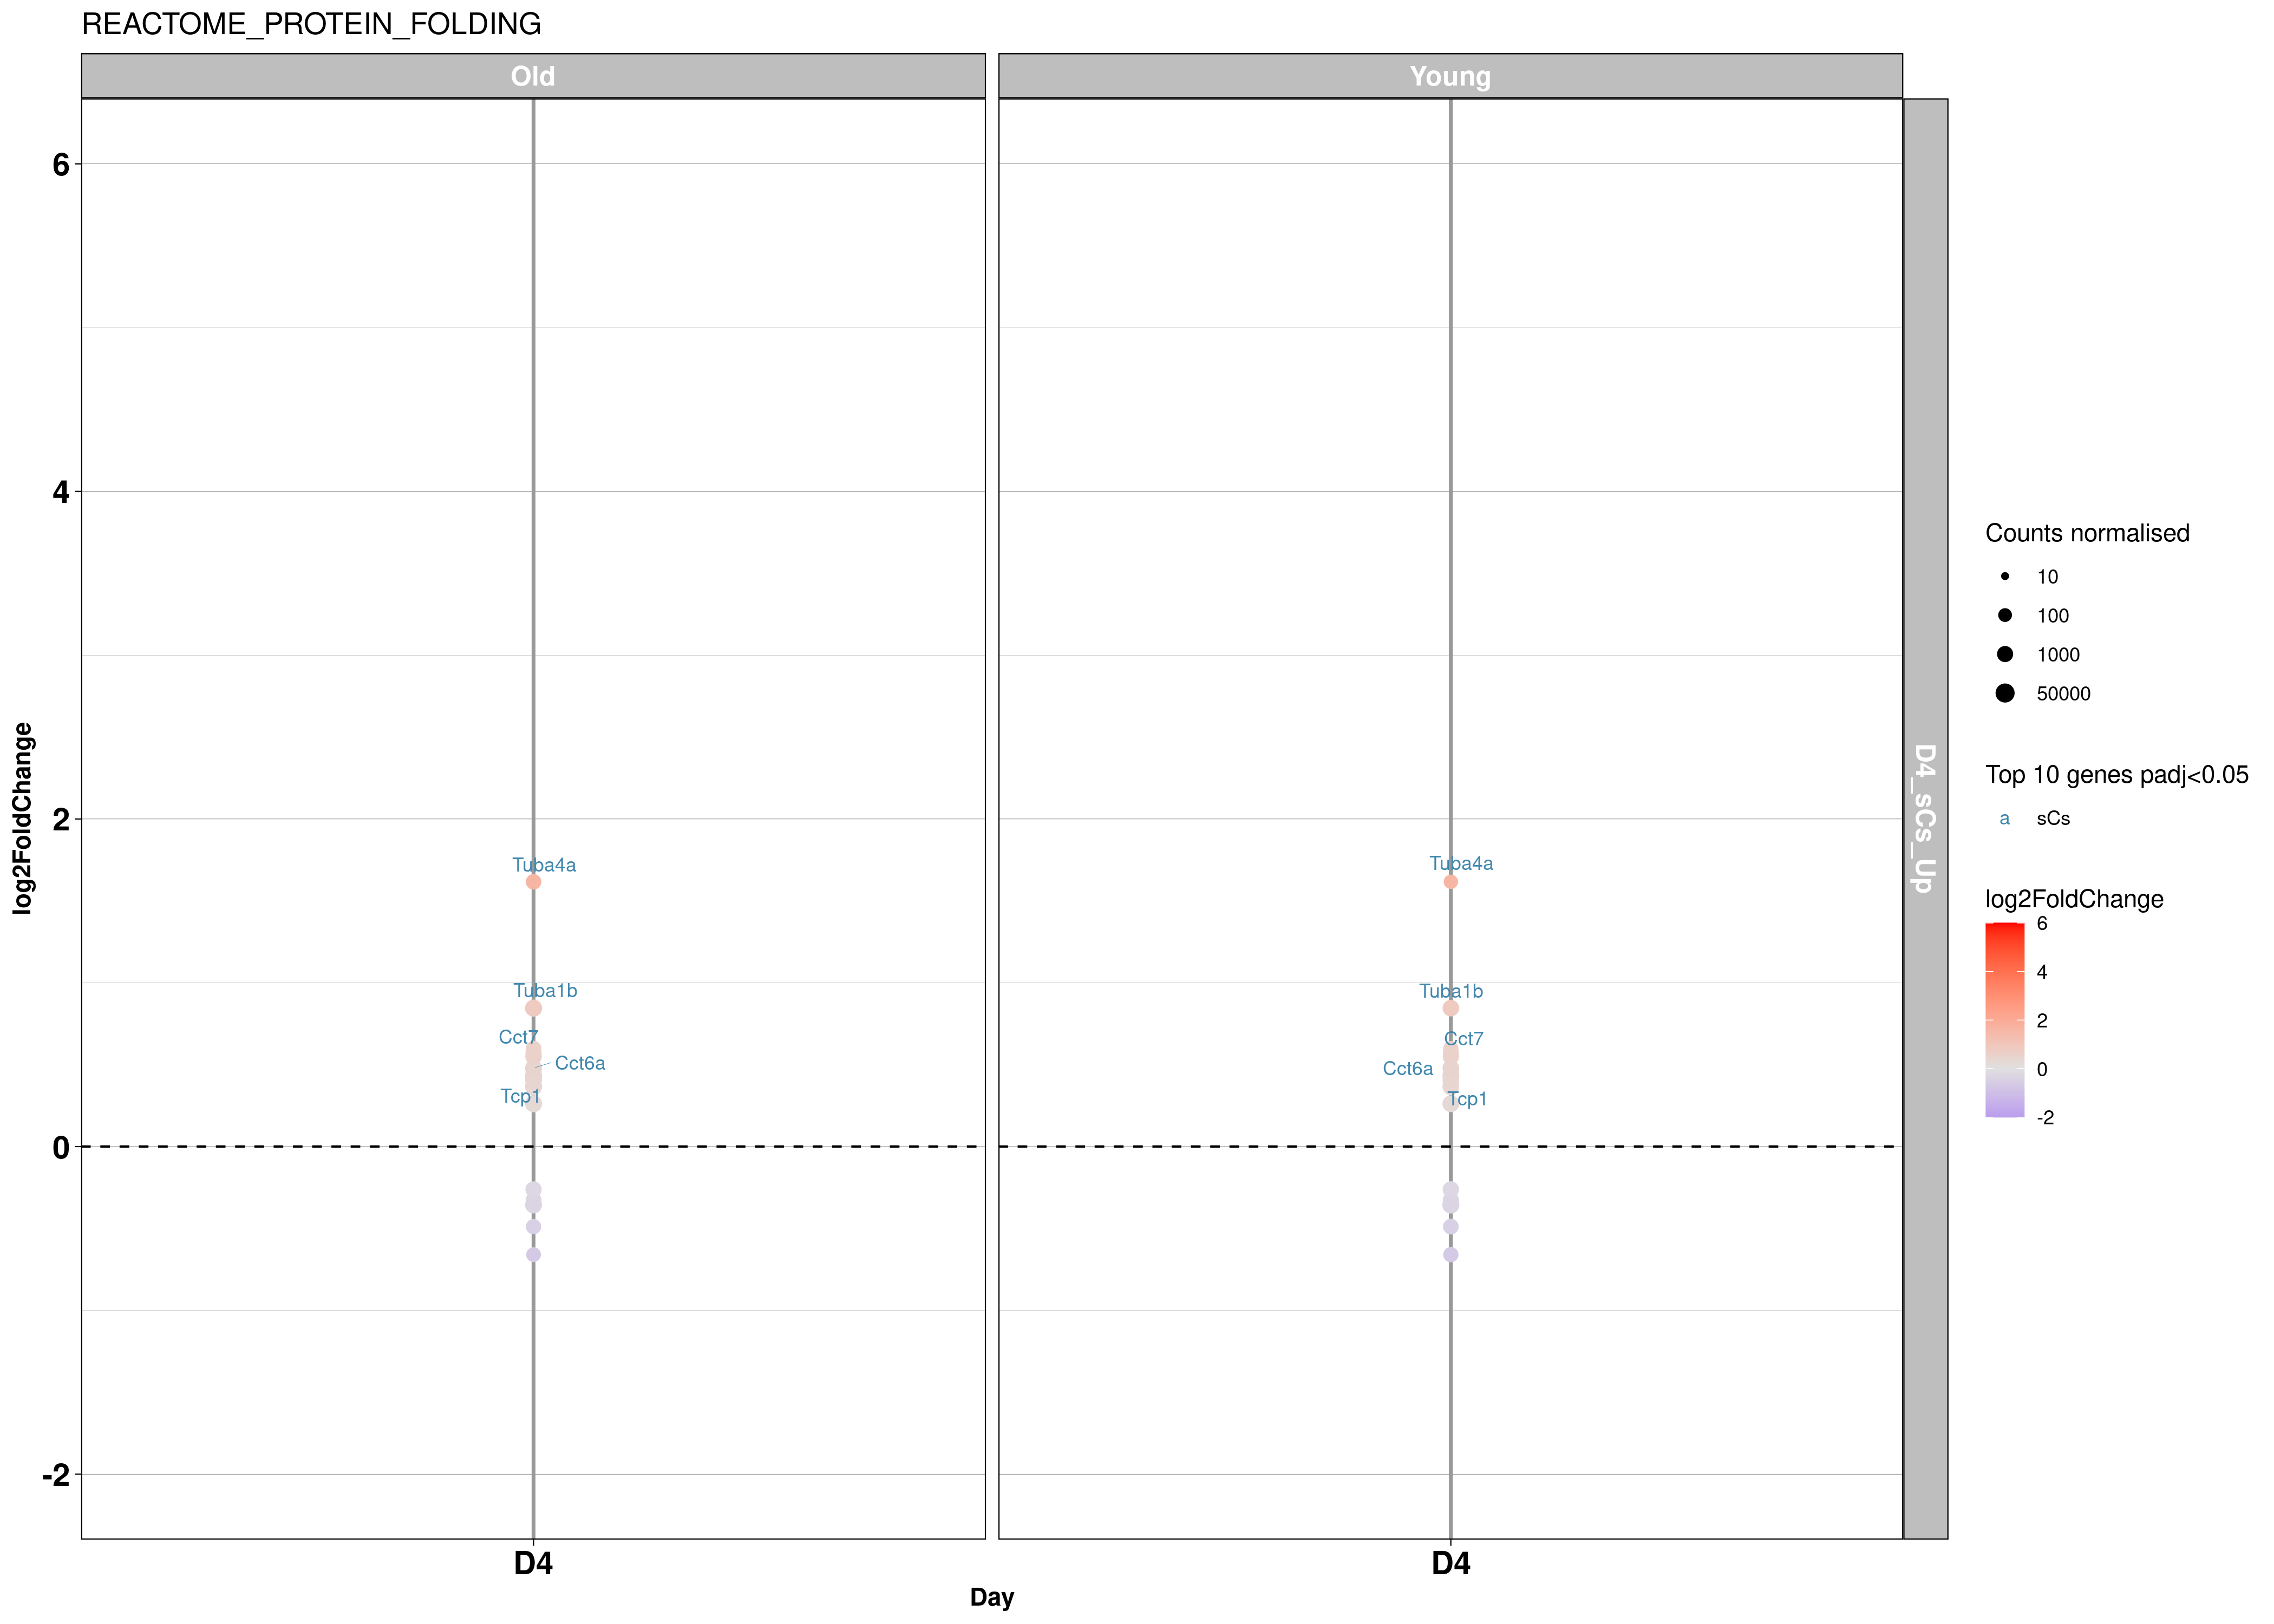 REACTOME_PROTEIN_FOLDING
Old
Young
6
4
2
0
-2
log2FoldChange
Tuba4a
Tuba1b
Cct7
Cct6a
Tcp1
Tuba4a
Tuba1b
Cct7
Cct6a
Tcp1
D4_sCs_Up
D4
D4
Day
Counts normalised
10
100
1000
50000
Top 10 genes padj<0.05
a sCs
log2FoldChange
6
4
2
0
-2